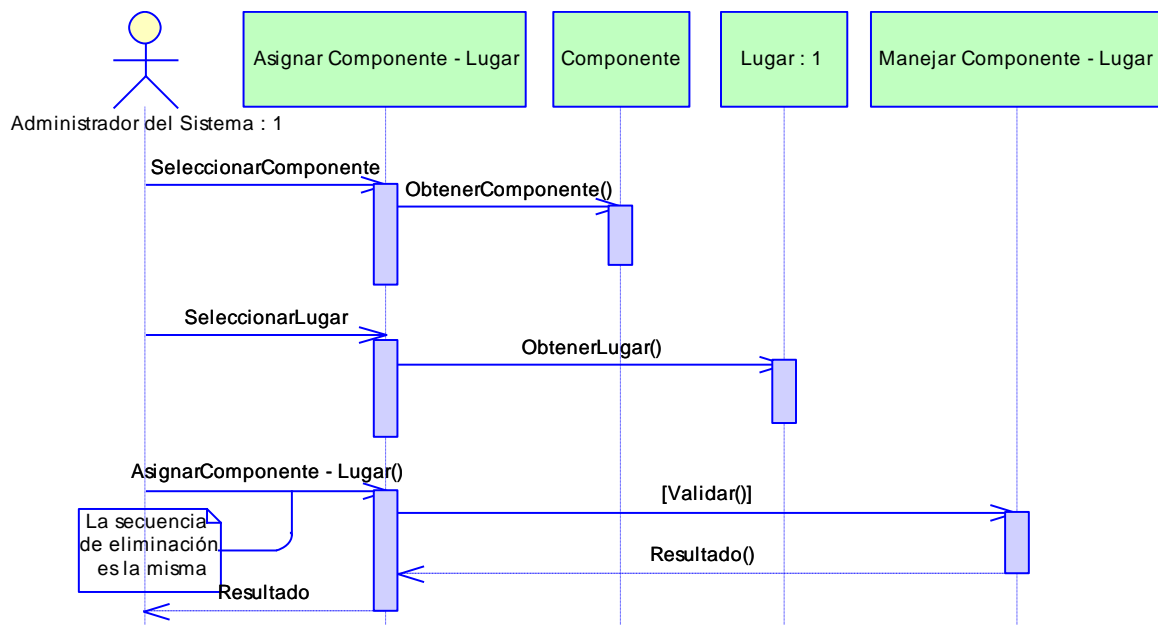 Asignar Componente - Lugar
Componente
Lugar : 1
Manejar Componente - Lugar
Administrador del Sistema : 1
SeleccionarComponente
ObtenerComponente()
SeleccionarLugar
ObtenerLugar()
AsignarComponente - Lugar()
[Validar()]
La secuencia
de eliminación
es la misma
Resultado()
Resultado